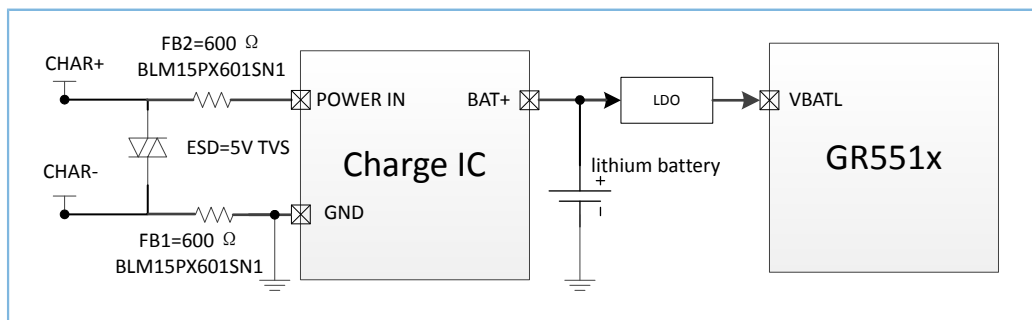 FB2=600 Ω
BLM15PX601SN1
CHAR+
POWER IN
BAT+
LDO
VBATL
ESD=5V TVS
Charge IC
lithium battery
+
GR551x
CHAR-
GND
FB1=600 Ω
BLM15PX601SN1